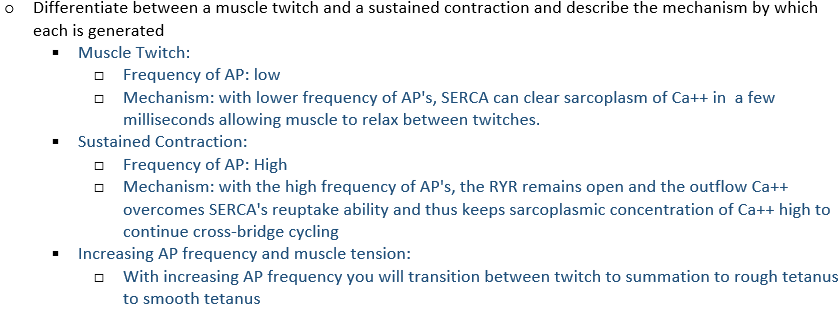 o Differentiate between a muscle twitch and a sustained contraction and describe the mechanism by which
each is generated
▪ Muscle Twitch:
□ Frequency of AP: low
□ Mechanism: with lower frequency of AP's, SERCA can clear sarcoplasm of Ca++ in  a few
milliseconds allowing muscle to relax between twitches.
▪ Sustained Contraction:
□ Frequency of AP: High
□ Mechanism: with the high frequency of AP's, the RYR remains open and the outflow Ca++
overcomes SERCA's reuptake ability and thus keeps sarcoplasmic concentration of Ca++ high to
continue cross-bridge cycling
▪ Increasing AP frequency and muscle tension:
□ With increasing AP frequency you will transition between twitch to summation to rough tetanus
to smooth tetanus